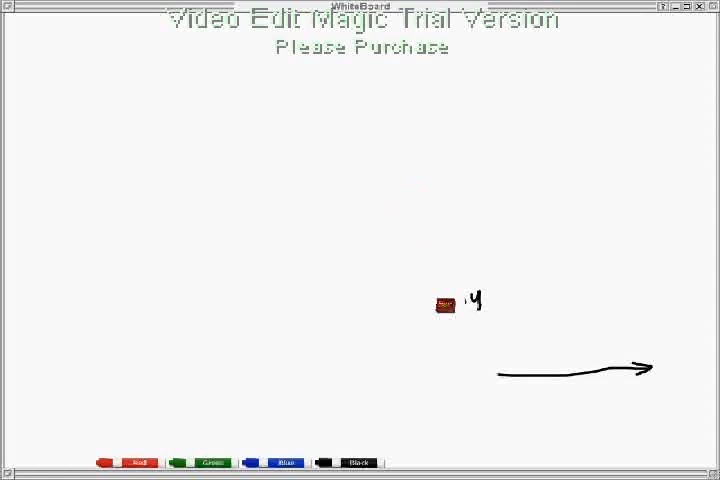 WhiteBoard
Video Edit Magic Trial Version
Please Purchase
.4
Red Green Blue Black